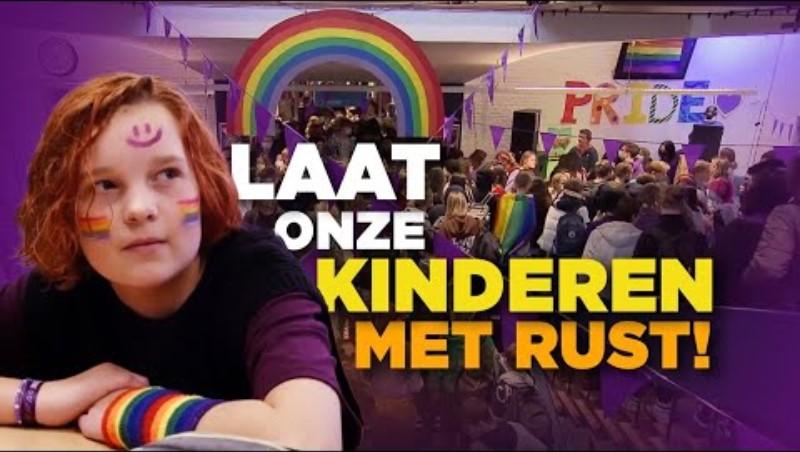 PRIDE
LAAT
ONZE
KINDEREN
MET RUST!